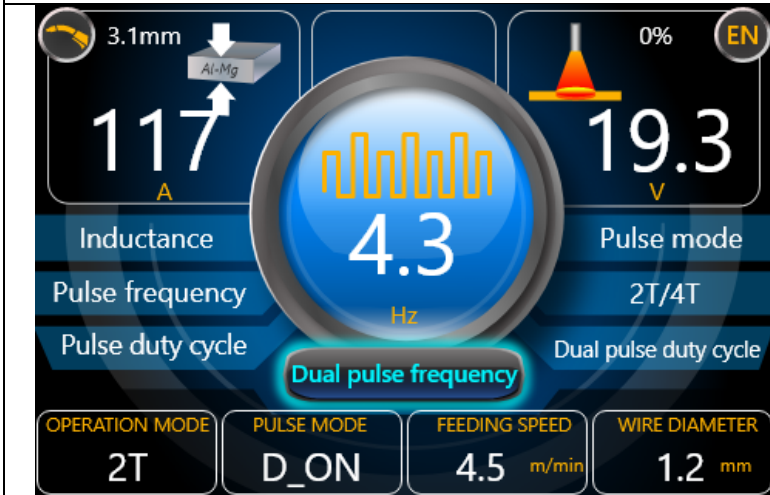 3.1mm
0%
EN
Al-Mg
117
A
19.3
V
4.3
Hz
Inductance
Pulse mode
Pulse frequency
2T/4T
Pulse duty cycle
Dual pulse duty cycle
Dual pulse frequency
OPERATION MODE
2T
PULSE MODE
D_ON
FEEDING SPEED
4.5 m/min
WIRE DIAMETER
1.2 mm